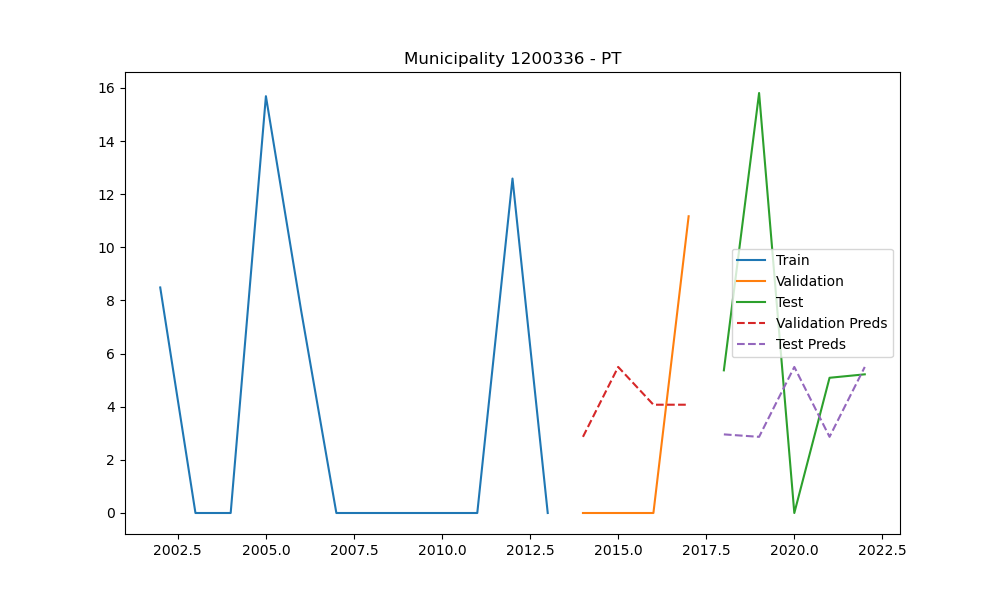 Municipality 1200336 - PT
16
14
12
10
8
6
4
2
0
Train
Validation
Test
Validation Preds
Test Preds
2002.5 2005.0 2007.5 2010.0 2012.5 2015.0 2017.5 2020.0 2022.5